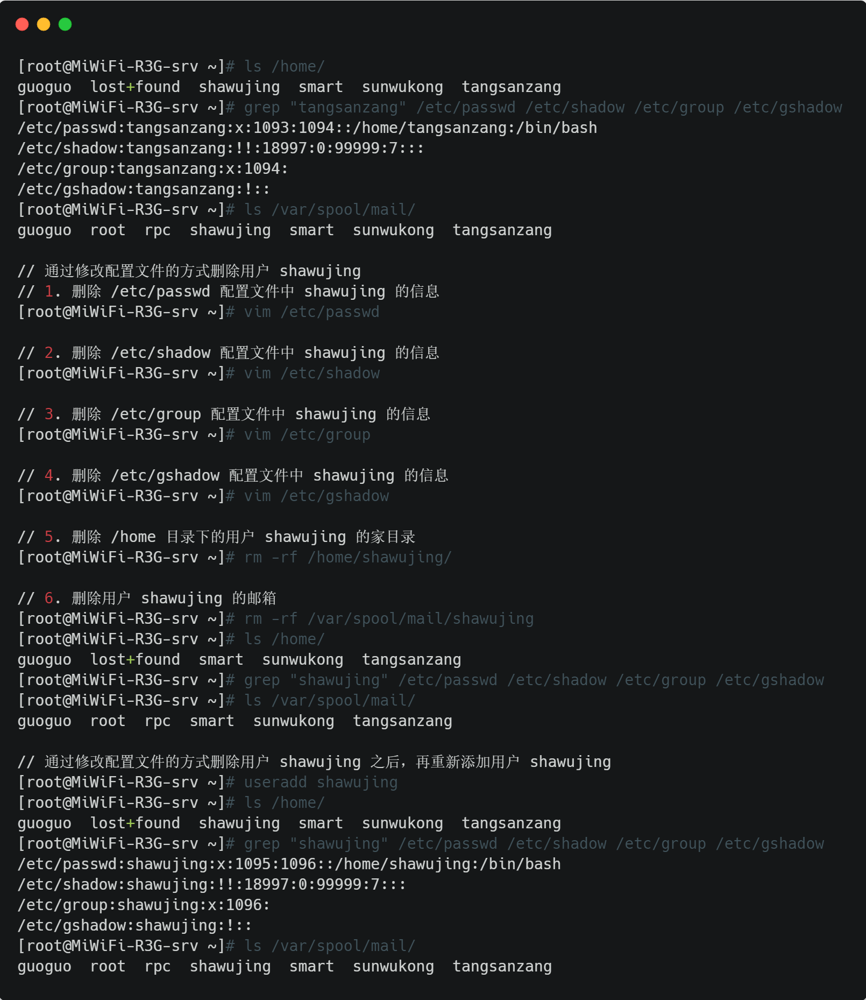 [root@MiWiFi-R3G-srv ~]# ls /home/
guoguo  lost+found  shawujing  smart  sunwukong  tangsanzang
[root@MiWiFi-R3G-srv ~]# grep "tangsanzang" /etc/passwd /etc/shadow /etc/group /etc/gshadow
/etc/passwd:tangsanzang:x:1093:1094::/home/tangsanzang:/bin/bash
/etc/shadow:tangsanzang:!!:18997:0:99999:7:::
/etc/group:tangsanzang:x:1094:
/etc/gshadow:tangsanzang:!::
[root@MiWiFi-R3G-srv ~]# ls /var/spool/mail/
guoguo  root  rpc  shawujing  smart  sunwukong  tangsanzang
// 通过修改配置文件的方式删除用户 shawujing
// 1. 删除 /etc/passwd 配置文件中 shawujing 的信息
[root@MiWiFi-R3G-srv ~]# vim /etc/passwd
// 2. 删除 /etc/shadow 配置文件中 shawujing 的信息
[root@MiWiFi-R3G-srv ~]# vim /etc/shadow
// 3. 删除 /etc/group 配置文件中 shawujing 的信息
[root@MiWiFi-R3G-srv ~]# vim /etc/group
// 4. 删除 /etc/gshadow 配置文件中 shawujing 的信息
[root@MiWiFi-R3G-srv ~]# vim /etc/gshadow
// 5. 删除 /home 目录下的用户 shawujing 的家目录
[root@MiWiFi-R3G-srv ~]# rm -rf /home/shawujing/
// 6. 删除用户 shawujing 的邮箱
[root@MiWiFi-R3G-srv ~]# rm -rf /var/spool/mail/shawujing
[root@MiWiFi-R3G-srv ~]# ls /home/
guoguo  lost+found  smart  sunwukong  tangsanzang
[root@MiWiFi-R3G-srv ~]# grep "shawujing" /etc/passwd /etc/shadow /etc/group /etc/gshadow
[root@MiWiFi-R3G-srv ~]# ls /var/spool/mail/
guoguo  root  rpc  smart  sunwukong  tangsanzang
// 通过修改配置文件的方式删除用户 shawujing 之后，再重新添加用户 shawujing
[root@MiWiFi-R3G-srv ~]# useradd shawujing
[root@MiWiFi-R3G-srv ~]# ls /home/
guoguo  lost+found  shawujing  smart  sunwukong  tangsanzang
[root@MiWiFi-R3G-srv ~]# grep "shawujing" /etc/passwd /etc/shadow /etc/group /etc/gshadow
/etc/passwd:shawujing:x:1095:1096::/home/shawujing:/bin/bash
/etc/shadow:shawujing:!!:18997:0:99999:7:::
/etc/group:shawujing:x:1096:
/etc/gshadow:shawujing:!::
[root@MiWiFi-R3G-srv ~]# ls /var/spool/mail/
guoguo  root  rpc  shawujing  smart  sunwukong  tangsanzang